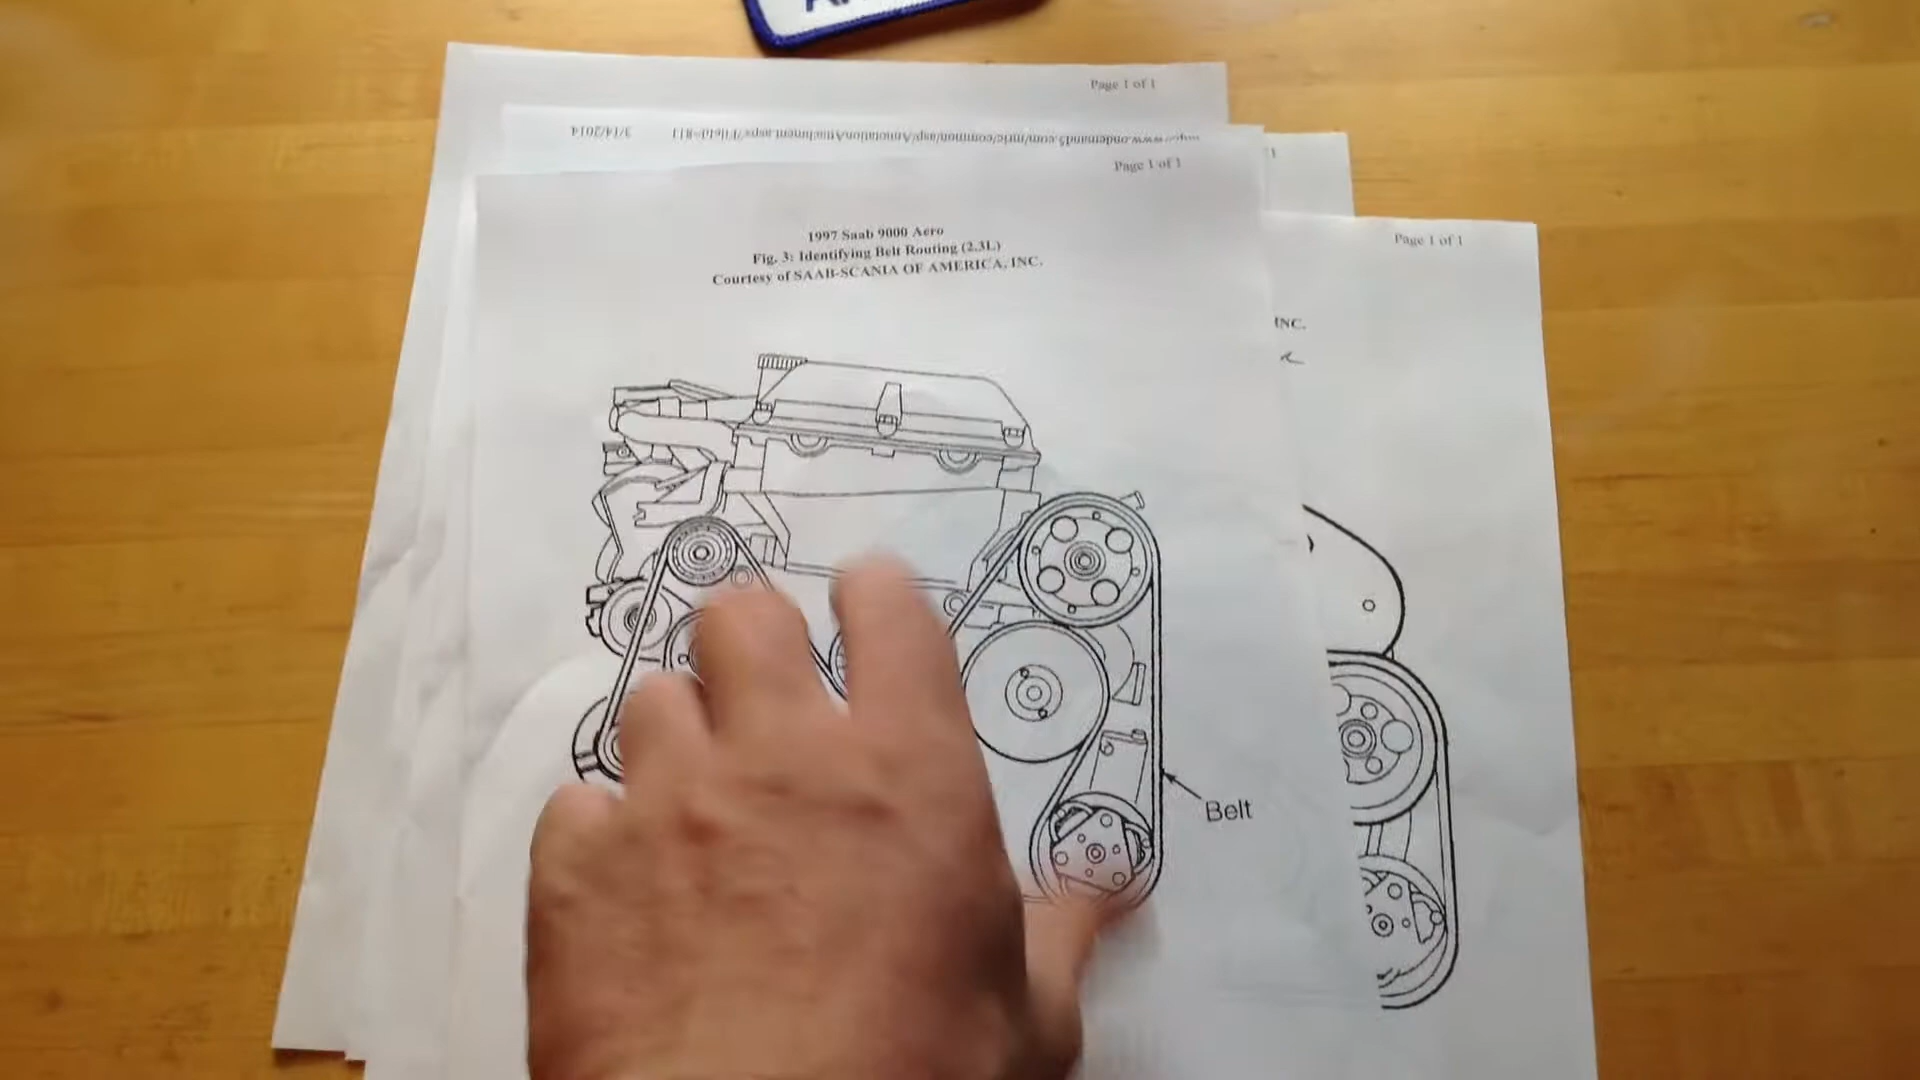 Page 1 of 1
3/14/2014
Page 1 of 1
1997 Saab 9000 Aero
Fig. 3: Identifying Belt Routing (2.3L)
Courtesy of SAAB-SCANIA OF AMERICA, INC.
Belt
Page 1 of 1
INC.